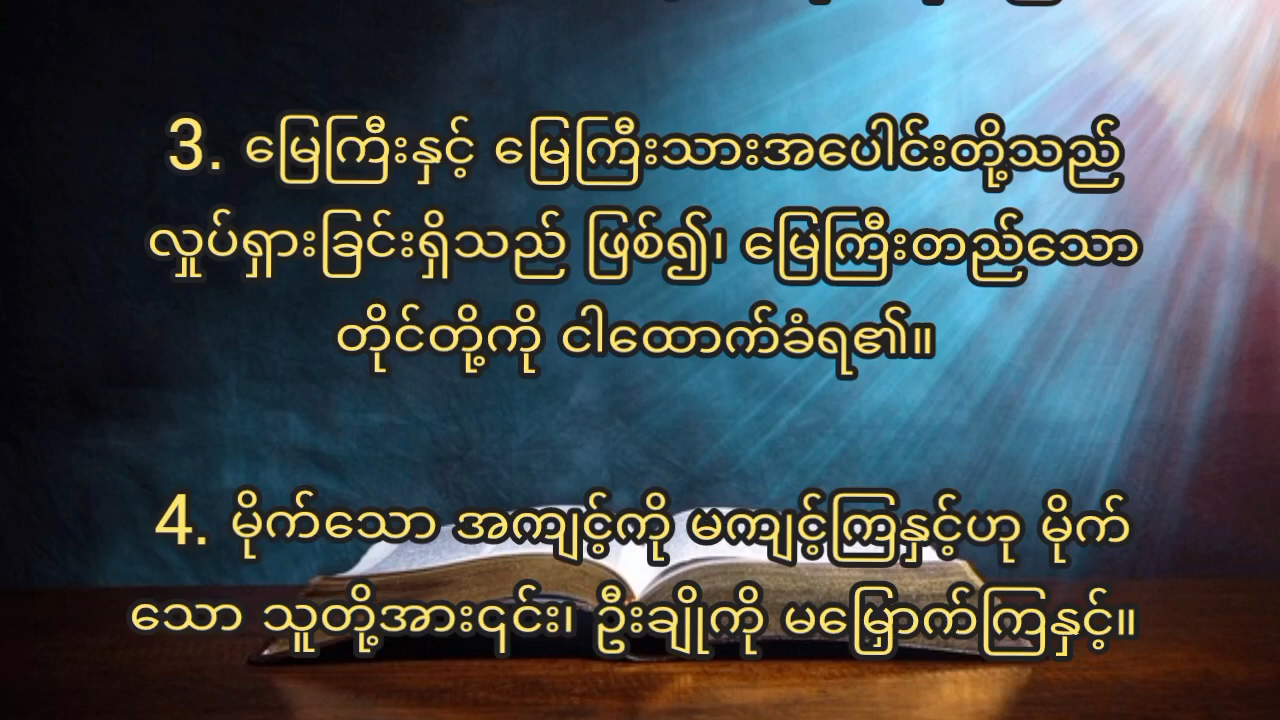 3. မြေကြီးနှင့် မြေကြီးသားအပေါင်းတို့သည်
လှုပ်ရှားခြင်းရှိသည် ဖြစ်၍၊ မြေကြီးတည်သော
တိုင်တို့ကို ငါထောက်ခံရ၏။
4. မိုက်သော အကျင့်ကို မကျင့်ကြနှင့်ဟု မိုက်
သော သူတို့အား၎င်း၊ ဦးချိုကို မမြှောက်ကြနှင့်။